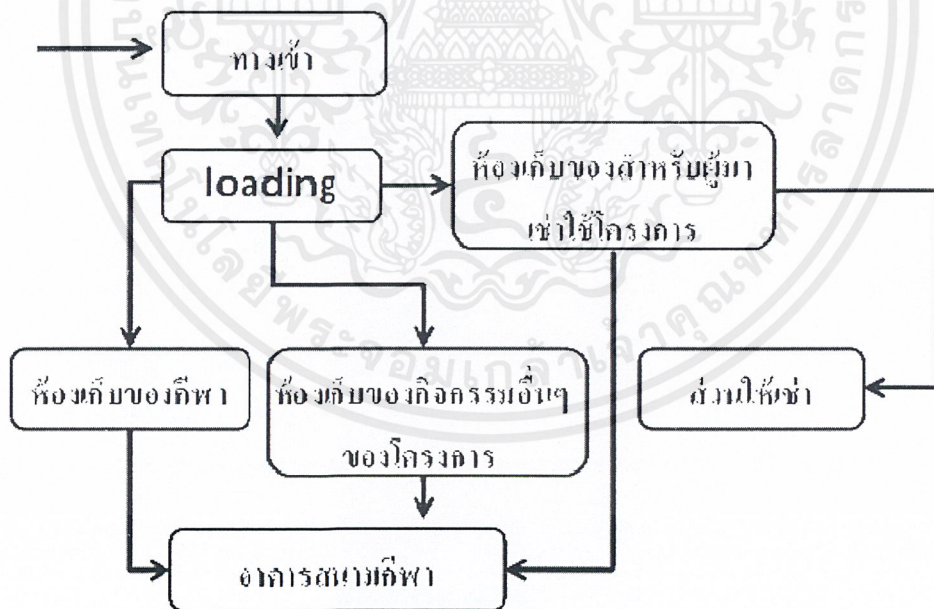 ทางเข้า
loading
ห้องเก็บของสำหรับผู้มา
เช่าใช้โครงการ
ห้องเก็บของกีฬา
ห้องเก็บของกิจกรรมอื่นๆ
ของโครงการ
ส่วนให้เช่า
อาคารสนามกีฬา